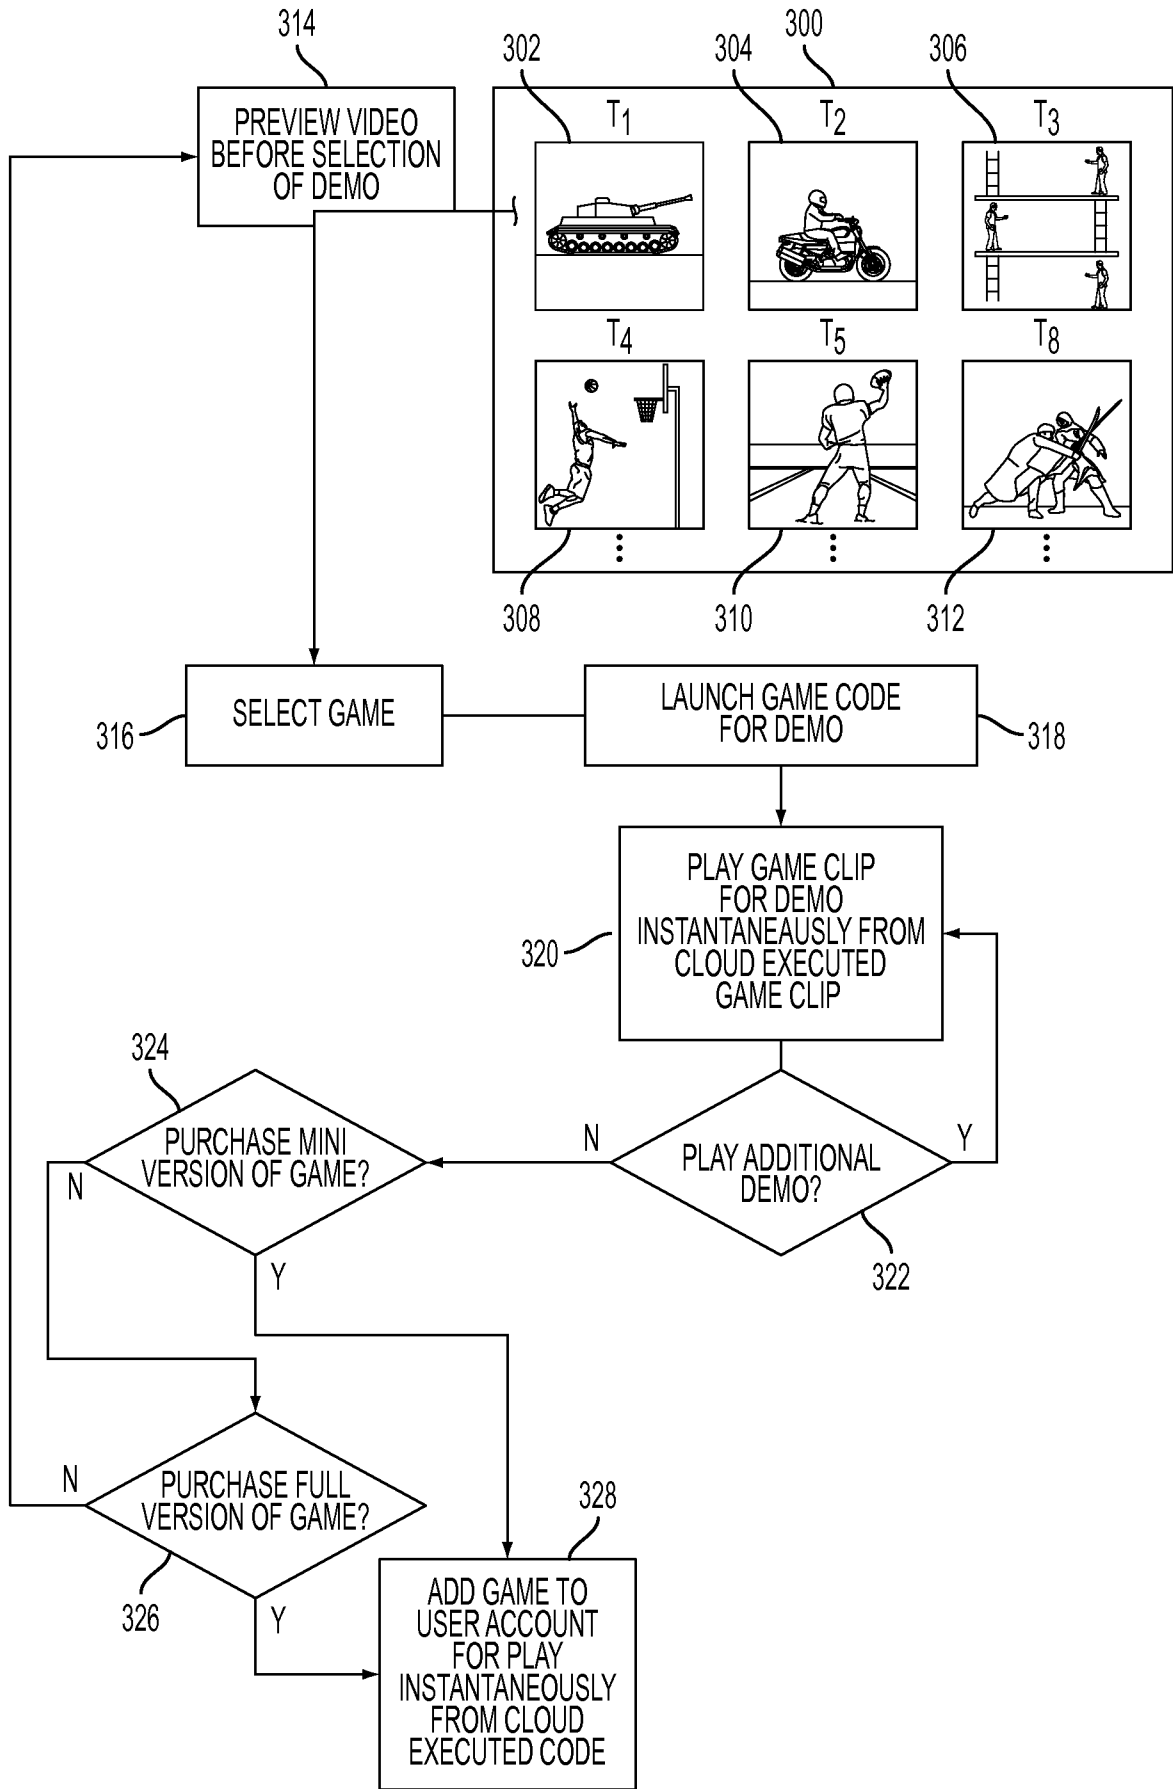 314
300
302
304
306
PREVIEW VIDEO
BEFORE SELECTION
OF DEMO
T1
T2
T3
T4
T5
T8
308
310
312
316
SELECT GAME
LAUNCH GAME CODE
FOR DEMO
318
PLAY GAME CLIP
FOR DEMO
INSTANTANEAUSLY FROM
CLOUD EXECUTED
GAME CLIP
320
324
PURCHASE MINI
VERSION OF GAME?
N
Y
N
PLAY ADDITIONAL
DEMO?
Y
322
N
PURCHASE FULL
VERSION OF GAME?
326
Y
328
ADD GAME TO
USER ACCOUNT
FOR PLAY
INSTANTANEOUSLY
FROM CLOUD
EXECUTED CODE